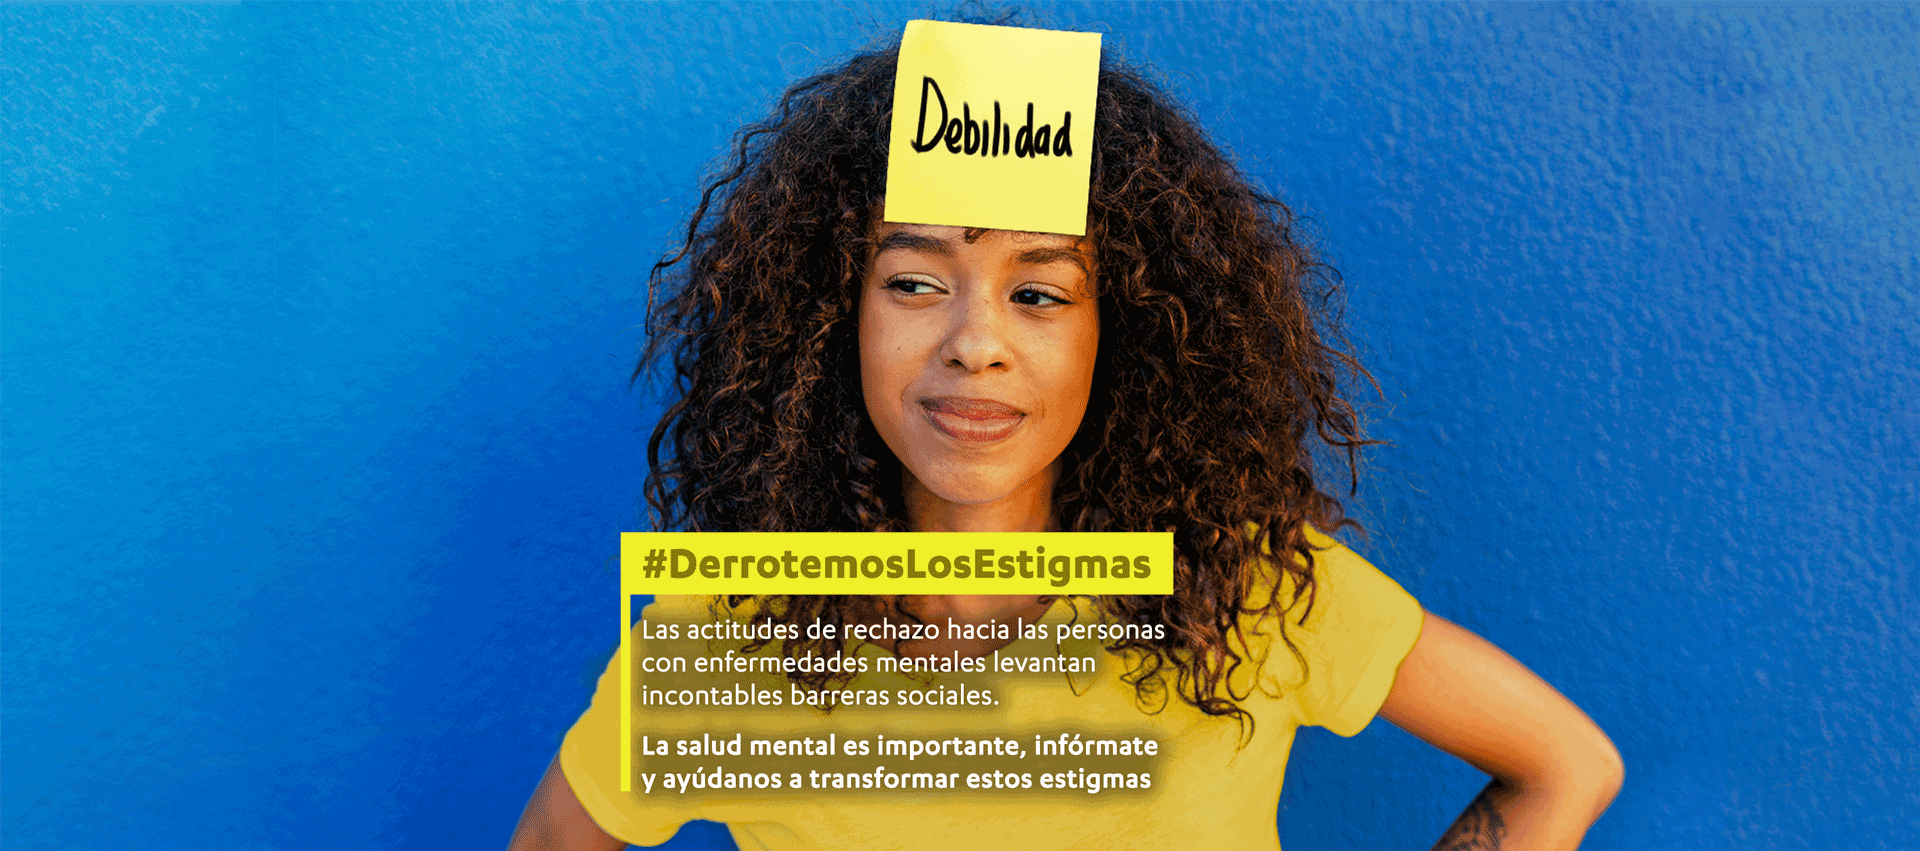 Debilidad
#DerrotemosLosEstigmas
Las actitudes de rechazo hacia las personas
con enfermedades mentales levantan
incontables barreras sociales.
La salud mental es importante, infórmate
y ayúdanos a transformar estos estigmas